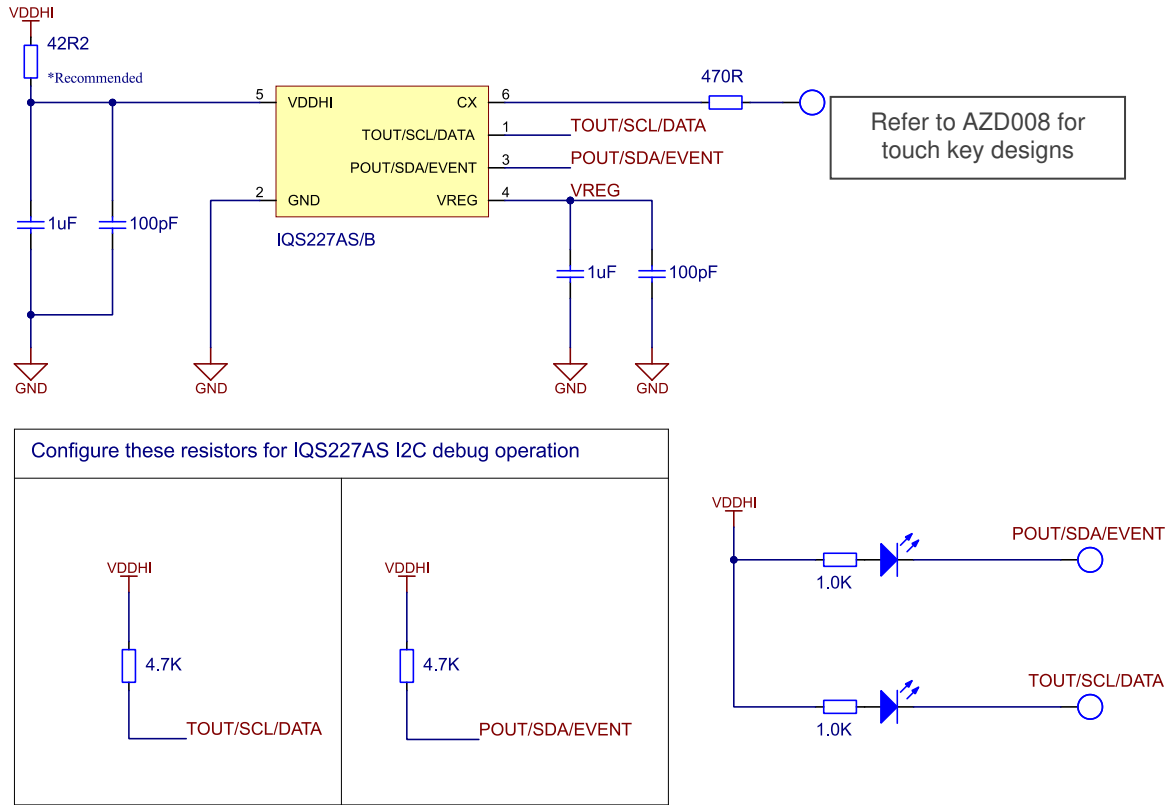 VDDHI
42R2
*Recommended
1uF
100pF
GND
5
VDDHI
2
GND
CX
6
TOUT/SCL/DATA
1
POUT/SDA/EVENT
3
VREG
4
IQS227AS/B
GND
470R
TOUT/SCL/DATA
POUT/SDA/EVENT
VREG
1uF
100pF
GND
GND
Refer to AZD008 for
touch key designs
Configure these resistors for IQS227AS I2C debug operation
VDDHI
4.7K
TOUT/SCL/DATA
VDDHI
4.7K
POUT/SDA/EVENT
VDDHI
1.0K
POUT/SDA/EVENT
1.0K
TOUT/SCL/DATA